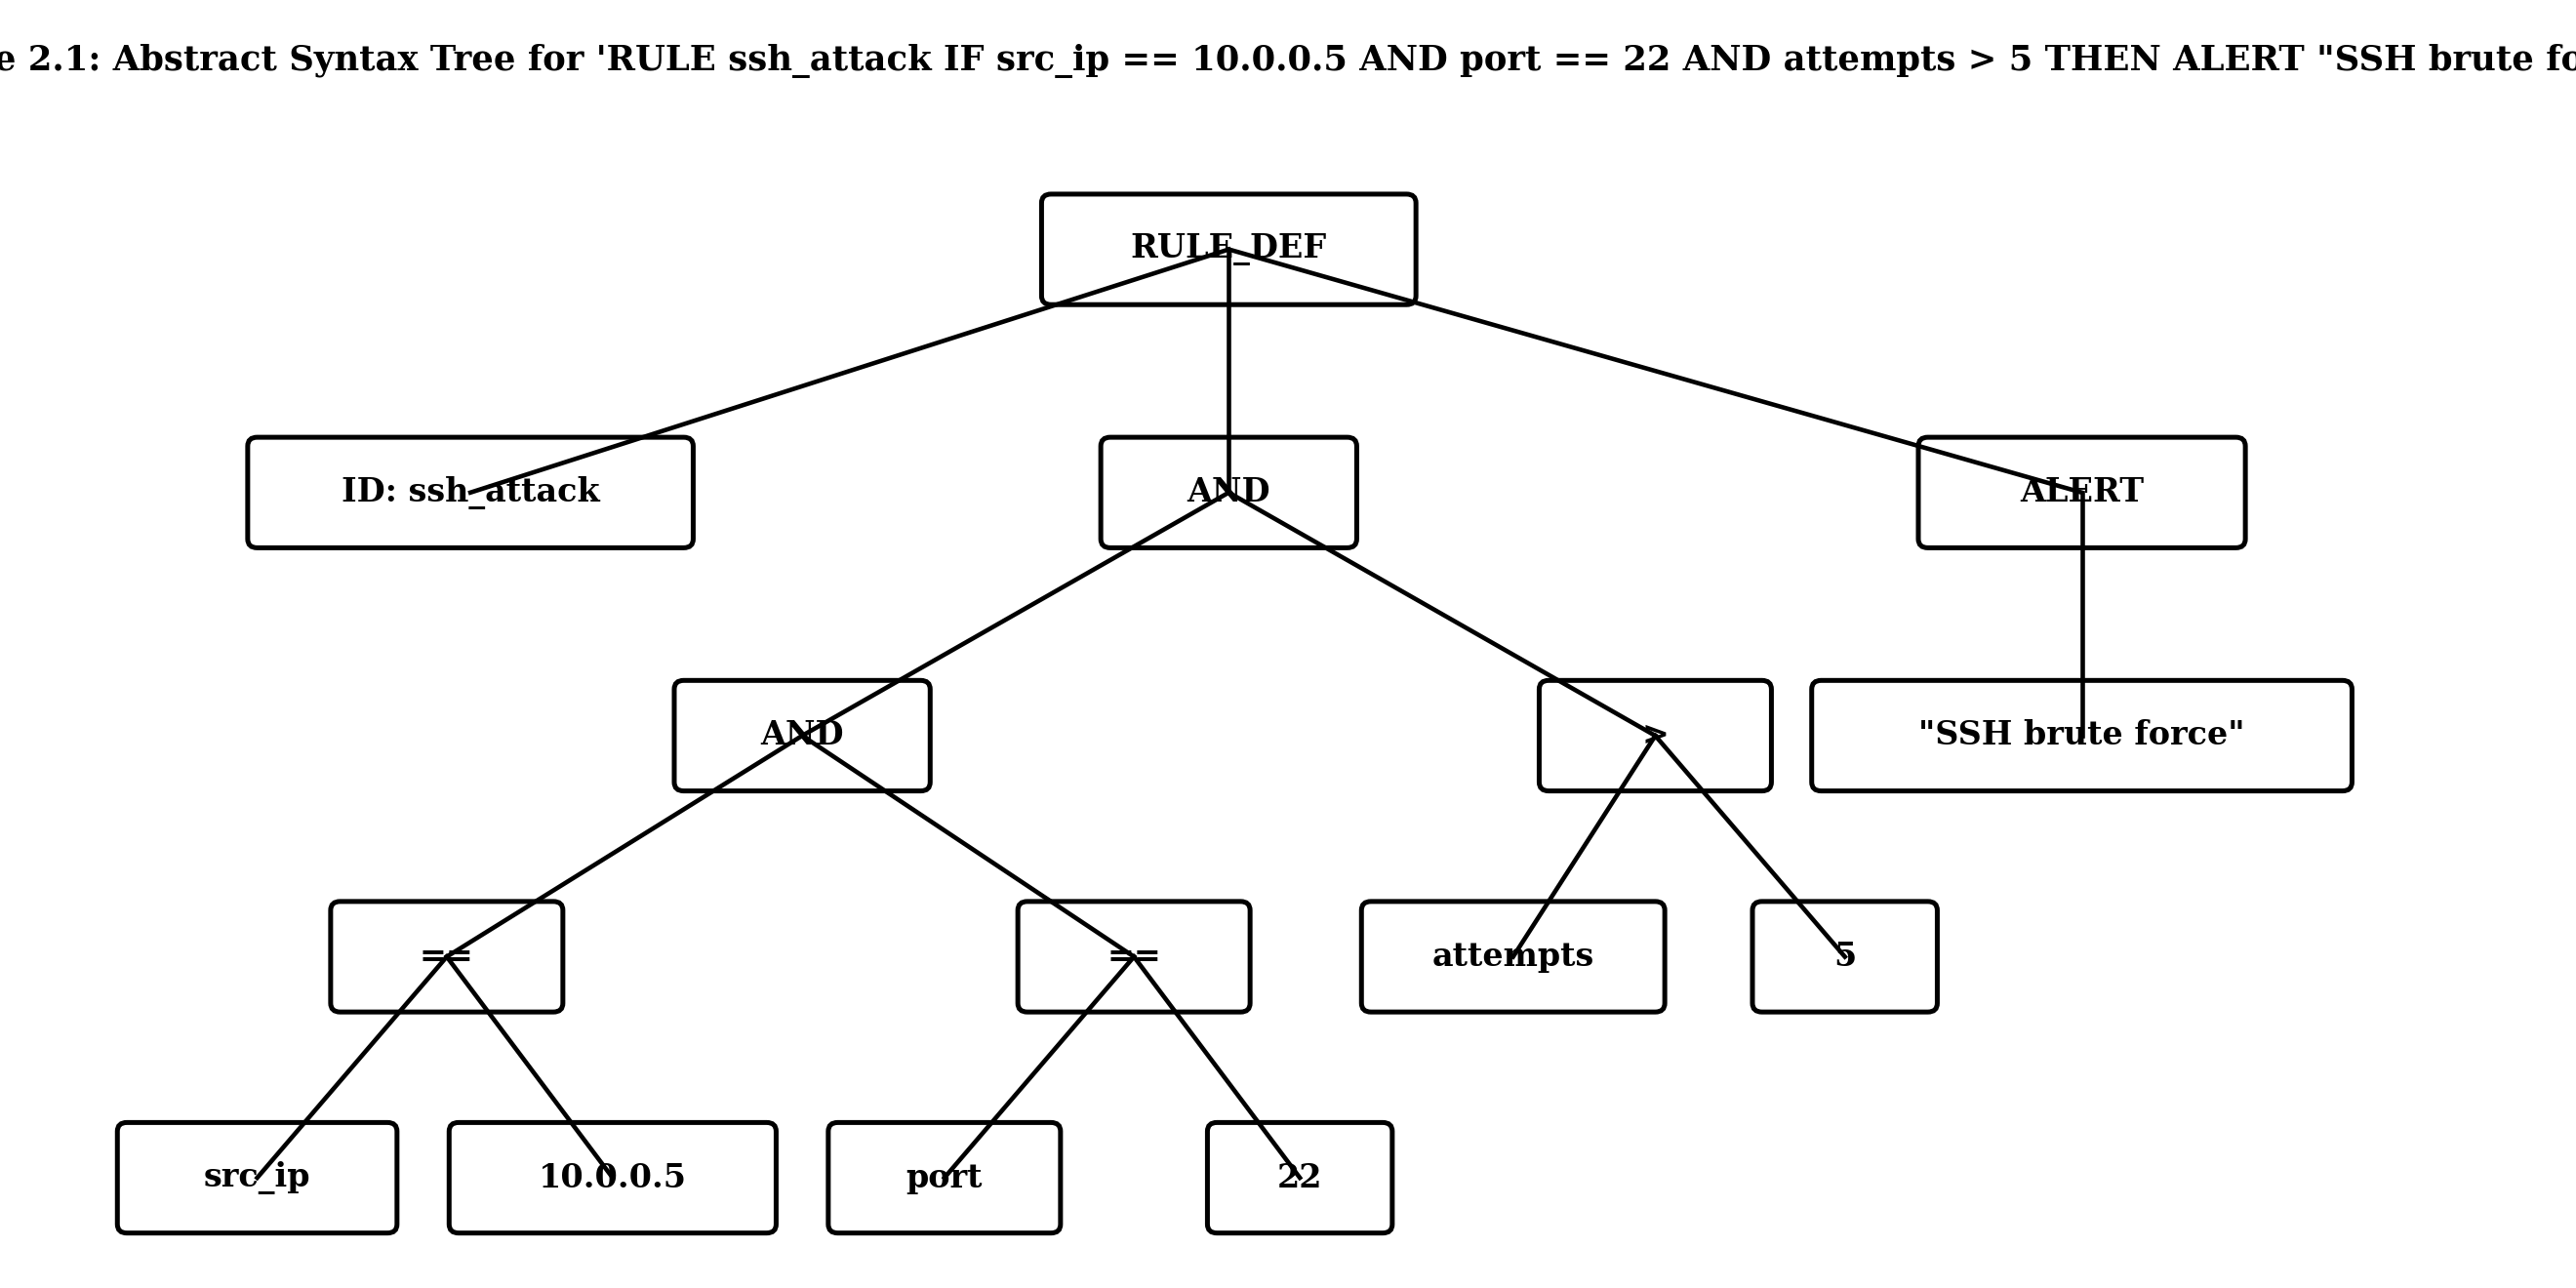 e 2.1: Abstract Syntax Tree for 'RULE ssh_attack IF src_ip == 10.0.0.5 AND port == 22 AND attempts > 5 THEN ALERT "SSH brute fo
RULE_DEF
ID: ssh_attack
AND
ALERT
AND
>
"SSH brute force"
==
==
attempts
5
src_ip
10.0.0.5
port
22